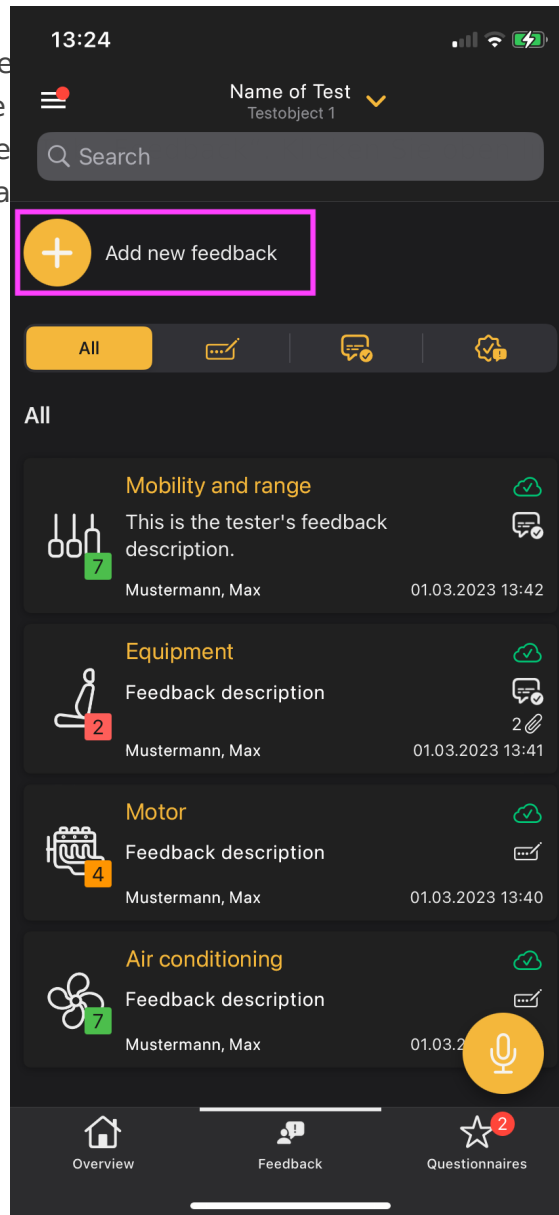 13:24
Name of Test
Testobject 1
Search
Add new feedback
All
All
Mobility and range
This is the tester's feedback
description.
7
Mustermann, Max 01.03.2023 13:42
Equipment
Feedback description
2
2
Mustermann, Max 01.03.2023 13:41
Motor
Feedback description
4
Mustermann, Max 01.03.2023 13:40
Air conditioning
Feedback description
7
Mustermann, Max 01.03.2
2
Overview Feedback Questionnaires